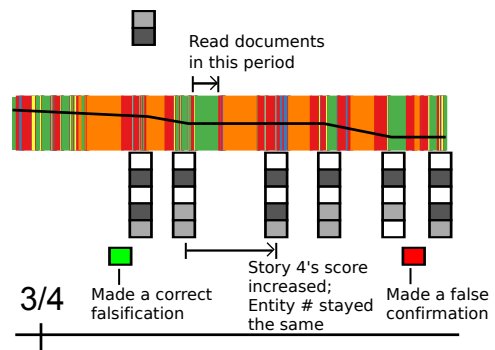 Read documents
in this period
Story 4's score
increased;
Entity # stayed
the same
Made a correct
falsification
Made a false
confirmation
3/4